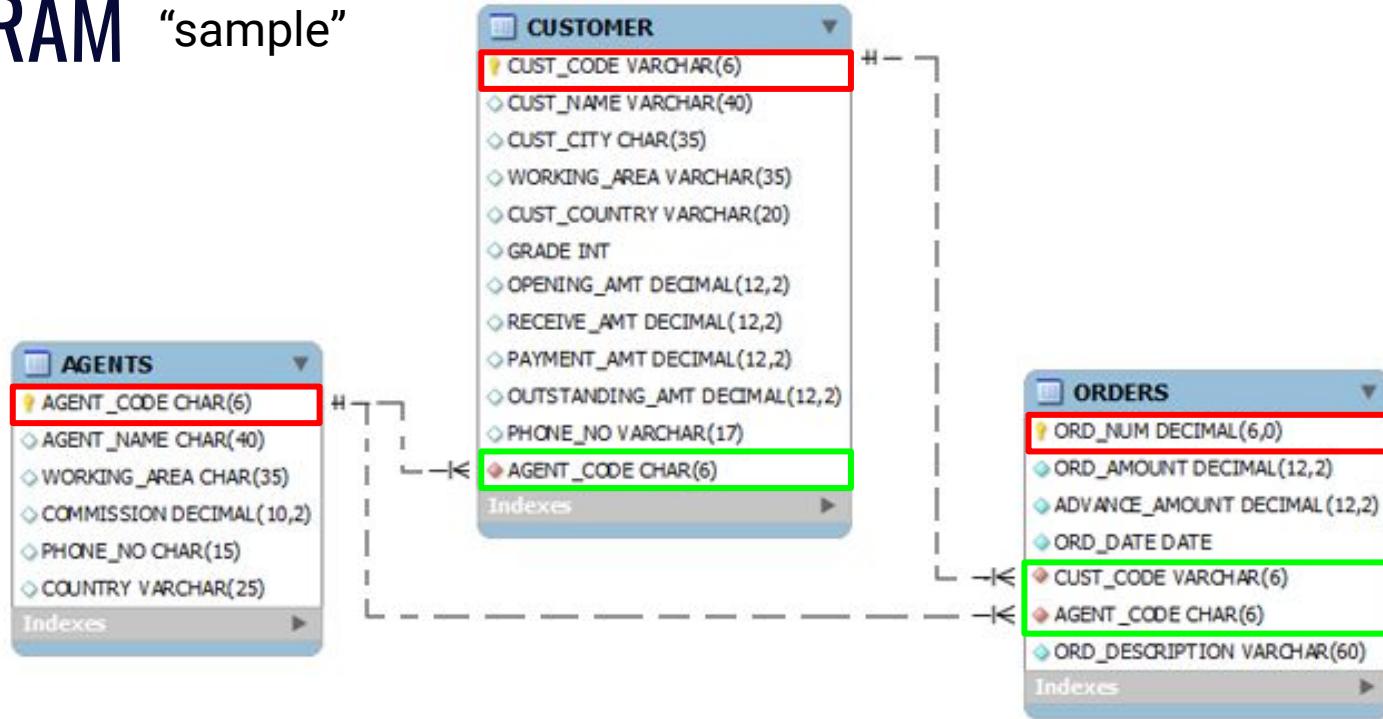 RAM “sample”
CUSTOMER
CUST_CODE VARCHAR(6)
CUST_NAME VARCHAR(40)
CUST_CITY CHAR(35)
WORKING_AREA VARCHAR(35)
CUST_COUNTRY VARCHAR(20)
GRADE INT
OPENING_AMT DECIMAL(12,2)
RECEIVE_AMT DECIMAL(12,2)
PAYMENT_AMT DECIMAL(12,2)
OUTSTANDING_AMT DECIMAL(12,2)
PHONE_NO VARCHAR(17)
AGENT_CODE CHAR(6)
Indexes
AGENTS
AGENT_CODE CHAR(6)
AGENT_NAME CHAR(40)
WORKING_AREA CHAR(35)
COMMISSION DECIMAL(10,2)
PHONE_NO CHAR(15)
COUNTRY VARCHAR(25)
Indexes
ORDERS
ORD_NUM DECIMAL(6,0)
ORD_AMOUNT DECIMAL(12,2)
ADVANCE_AMOUNT DECIMAL(12,2)
ORD_DATE DATE
CUST_CODE VARCHAR(6)
AGENT_CODE CHAR(6)
ORD_DESCRIPTION VARCHAR(60)
Indexes